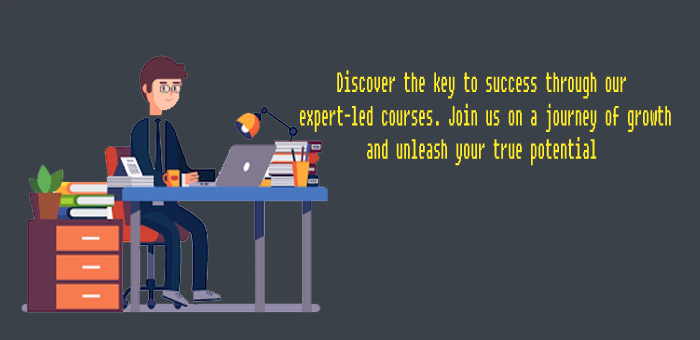 Discover the key to success through our
expert-led courses. Join us on a journey of growth
and unleash your true potential